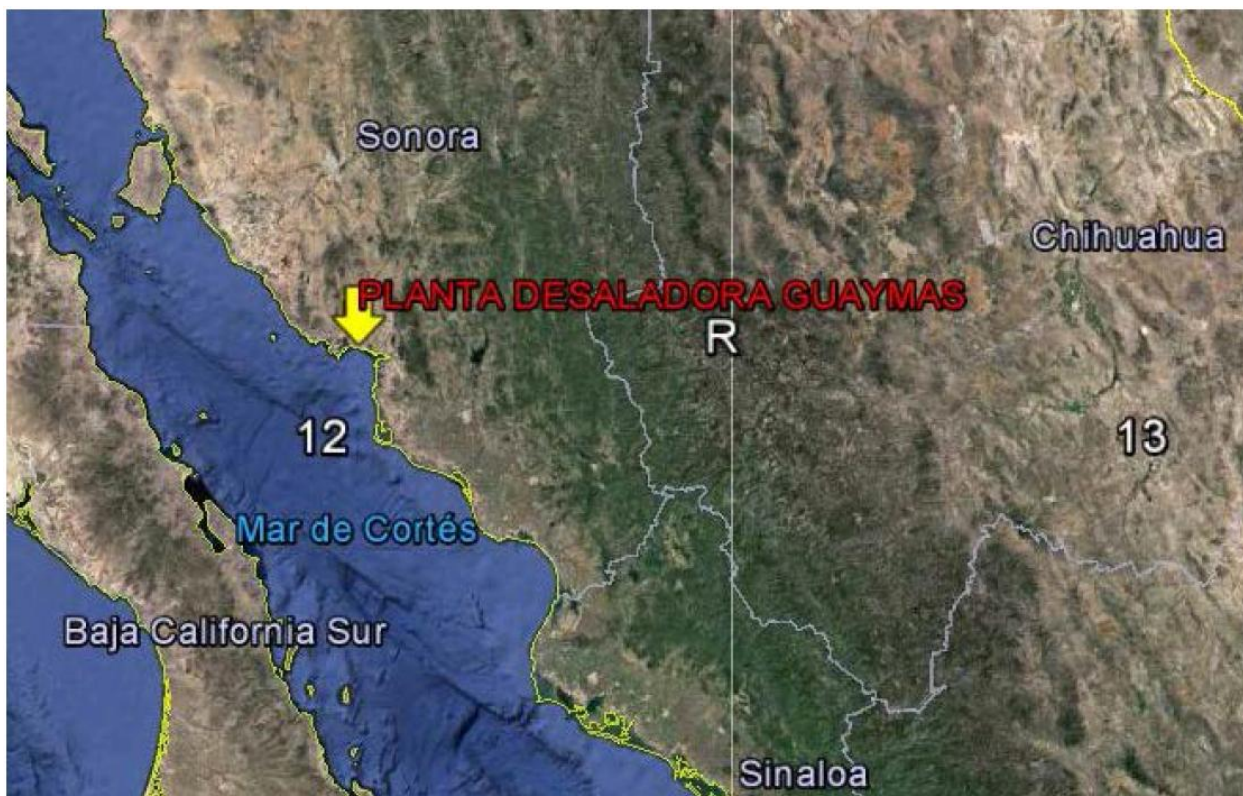 Sonora
Chihuahua
PLANTA DESALADORA GUAYMAS
R
12
13
Mar de Cortés
Baja California Sur
Sinaloa